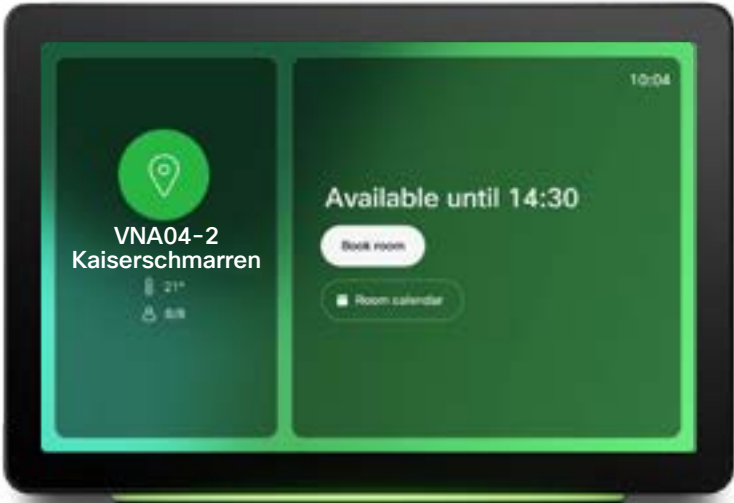 VNA04-2
Kaiserschmarren
21°
10:04
Available until 14:30
Book room
Room calendar